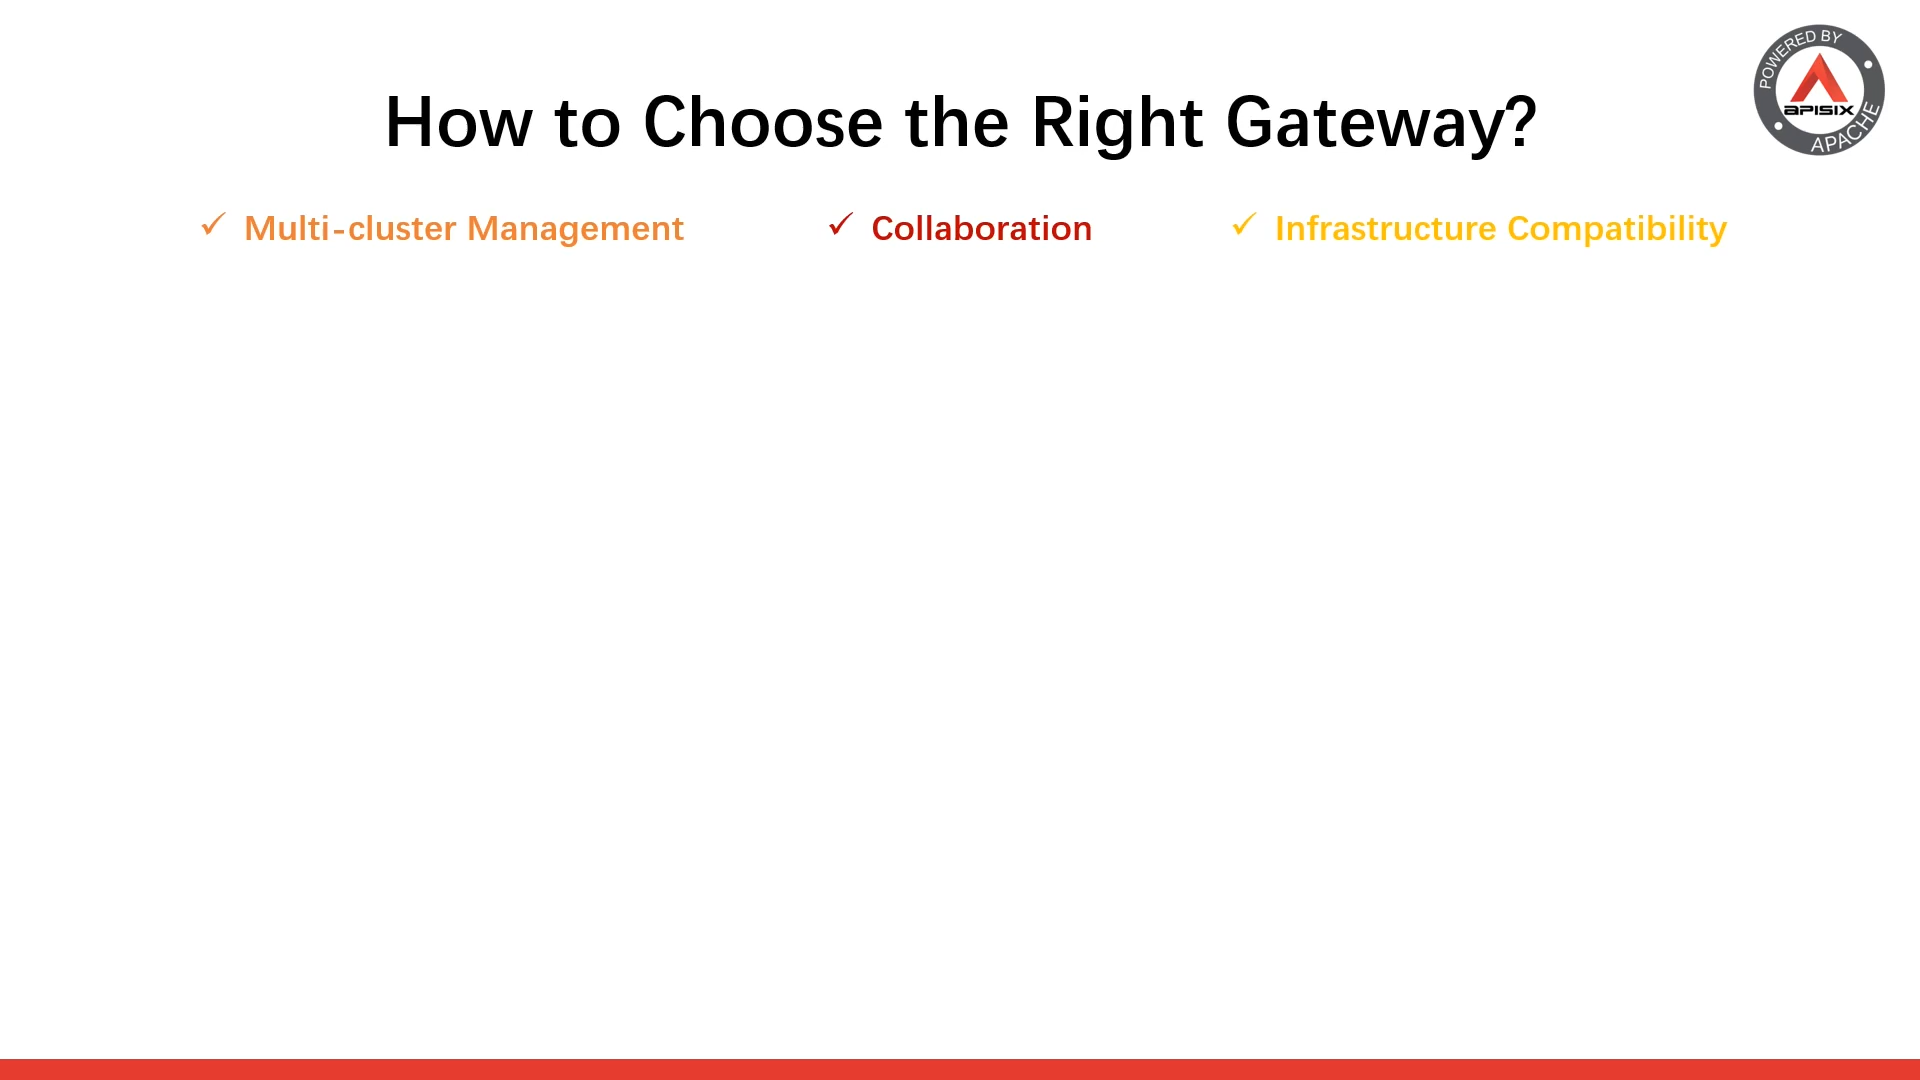 How to Choose the Right Gateway?
POWERED BY
APISIX
APACHE
✓ Multi-cluster Management
✓ Collaboration
✓ Infrastructure Compatibility